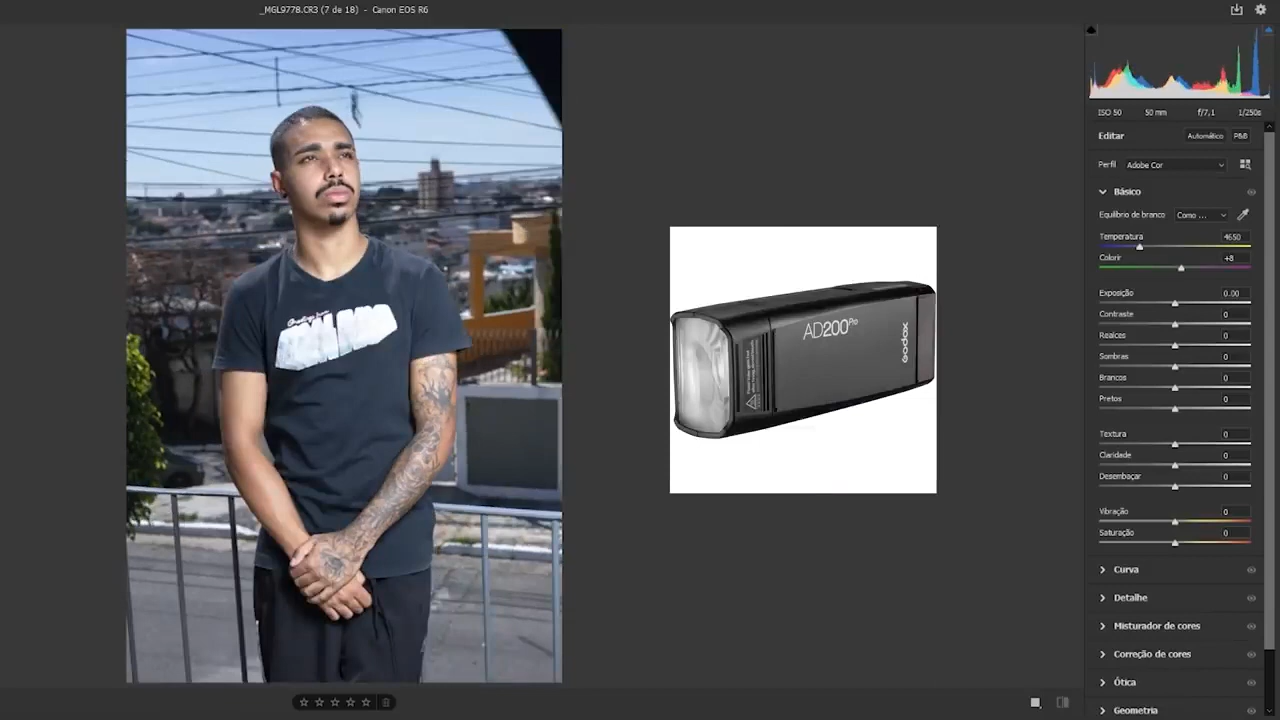 _MGL9778.CR3 (7 de 18) - Canon EOS R6
ISO 50 50 mm f/7,1 1/250s
Editar Automático P&B
Perfil Adobe Cor
Básico
Equilíbrio de branco Como ...
Temperatura 4650
Colorir +8
Exposição 0.00
Contraste 0
Realces 0
Sombras 0
Brancos 0
Pretos 0
Textura 0
Claridade 0
Desembaçar 0
Vibração 0
Saturação 0
Curva
Detalhe
Misturador de cores
Correção de cores
Ótica
Geometria
AD200Pro
Godox
Greetings from